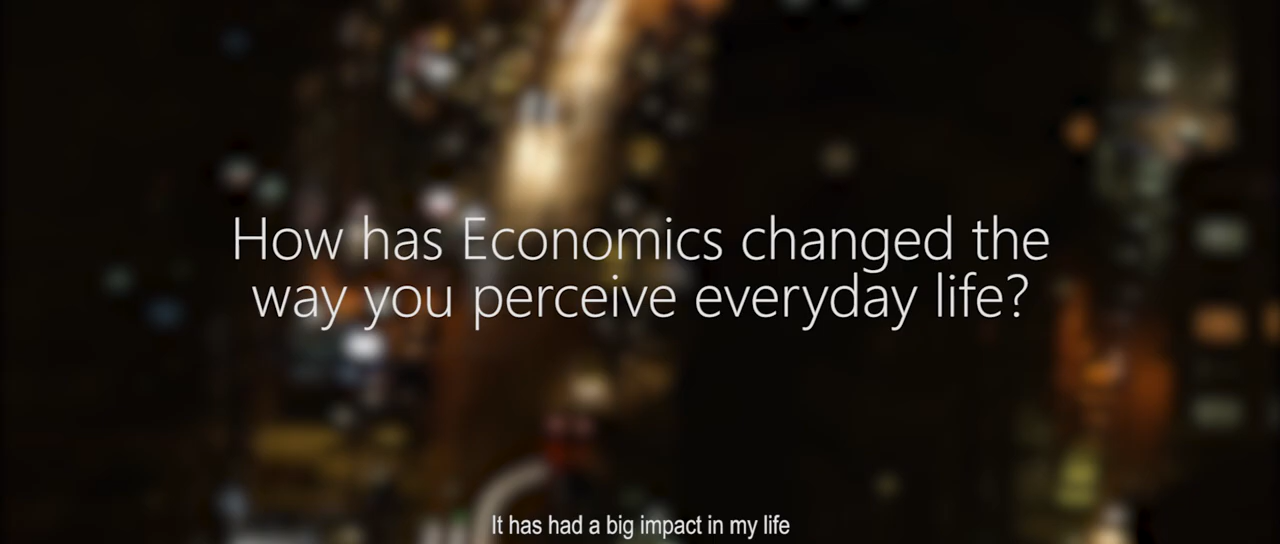 How has Economics changed the
way you perceive everyday life?
It has had a big impact in my life